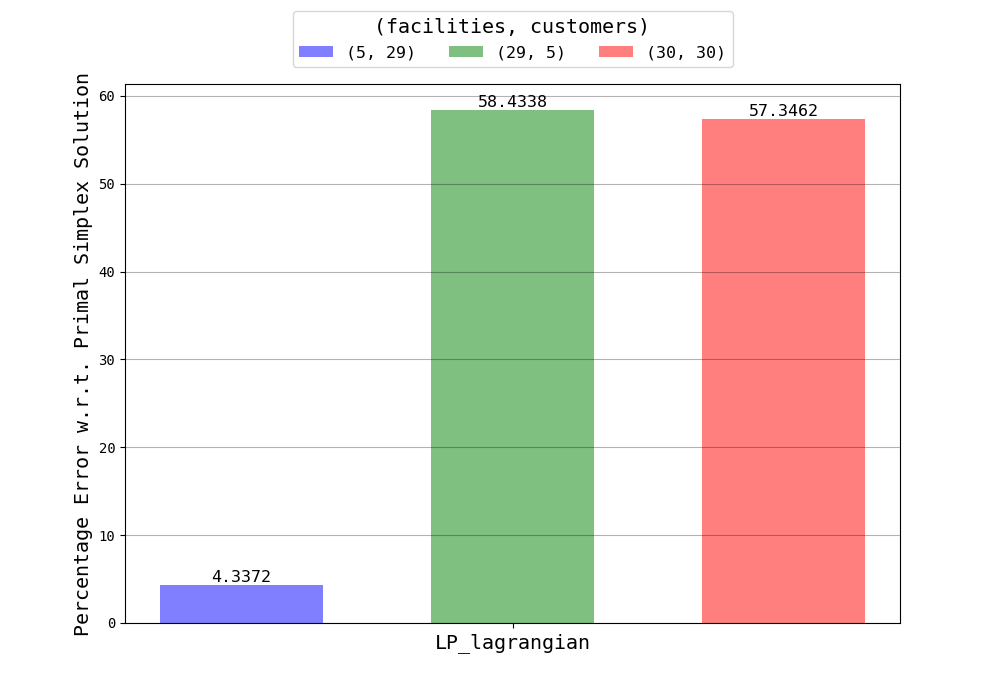 (facilities, customers)
(5, 29) (29, 5) (30, 30)
Percentage Error w.r.t. Primal Simplex Solution
60
50
40
30
20
10
0
4.3372
58.4338
57.3462
LP_lagrangian